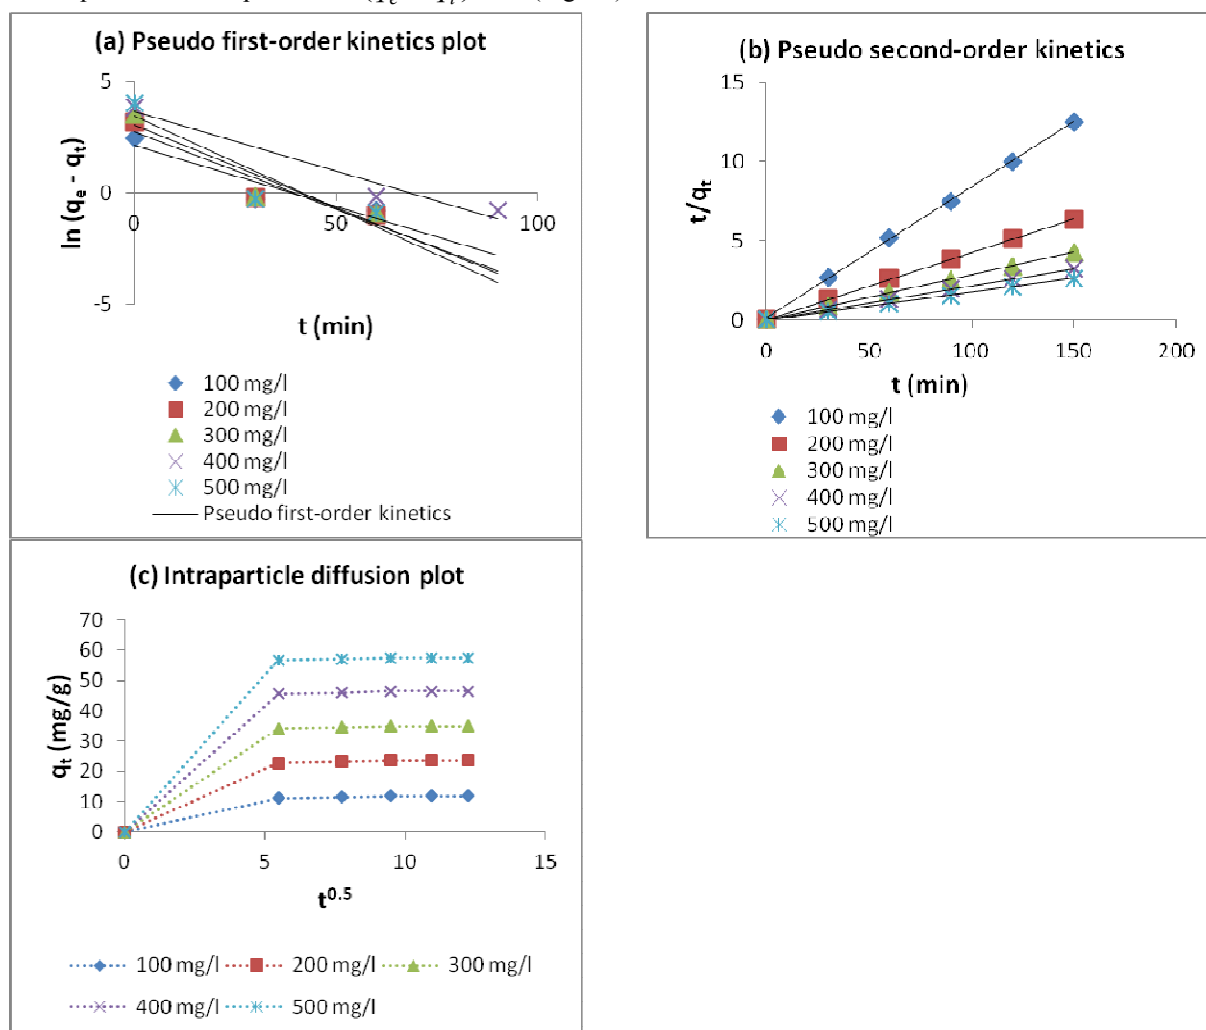 (a) Pseudo first-order kinetics plot
5
0
-5
0
50
100
ln (qe - qt)
t (min)
100 mg/l
200 mg/l
300 mg/l
400 mg/l
500 mg/l
Pseudo first-order kinetics
(b) Pseudo second-order kinetics
15
10
5
0
0
50
100
150
200
t/qt
t (min)
100 mg/l
200 mg/l
300 mg/l
400 mg/l
500 mg/l
(c) Intraparticle diffusion plot
70
60
50
40
30
20
10
0
0
5
10
15
qt (mg/g)
t0.5
100 mg/l 200 mg/l 300 mg/l
400 mg/l 500 mg/l